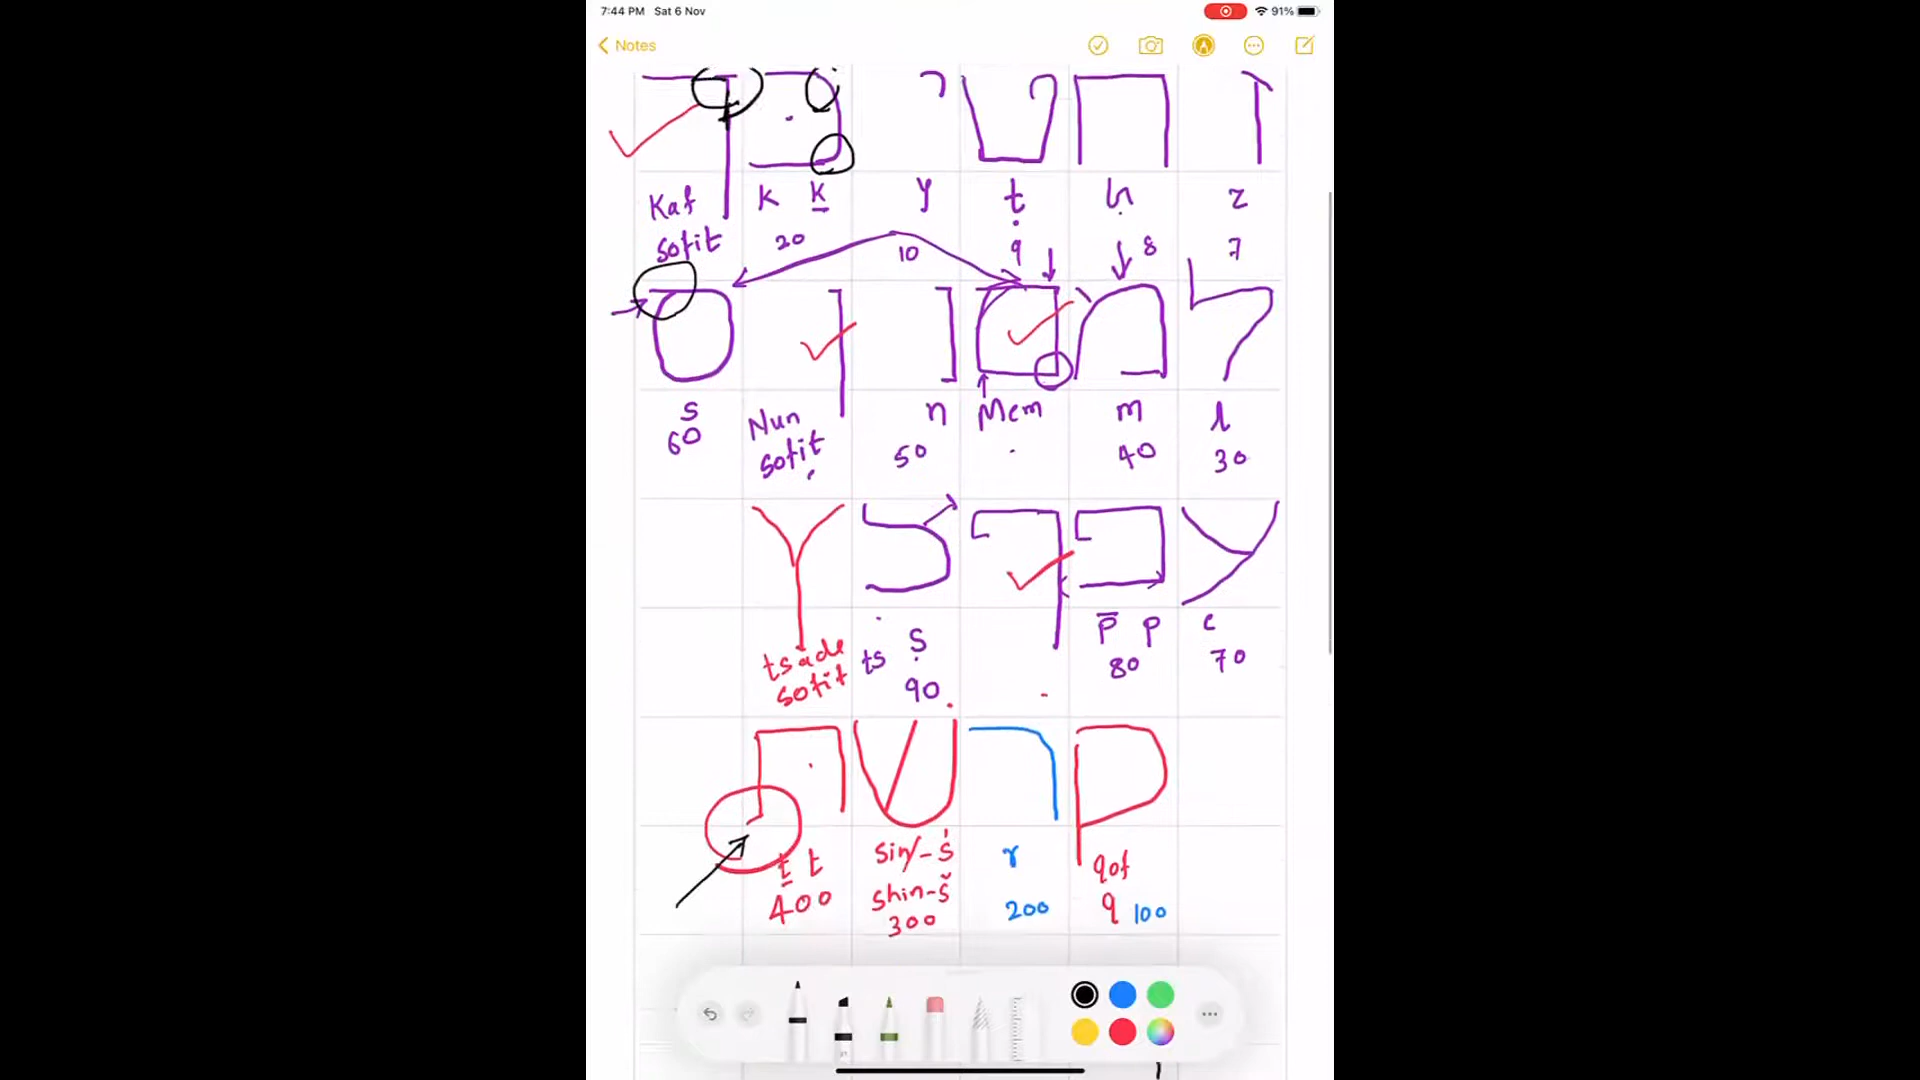 7:44 PM Sat 6 Nov 91%
Notes
ך כ י ט ח ז
Kaf sofit k ḵ y ṭ ḥ z
20 10 9 8 7
ס ן נ ם מ ל
s Nun sofit n Mem m l
60 50 40 30
ץ צ ף פ ע
tsade sofit ts ṣ p̄ p c
90 80 70
ת ש ר ק
ṯ t sin - ś r qof
400 shin - š 200 q 100
300